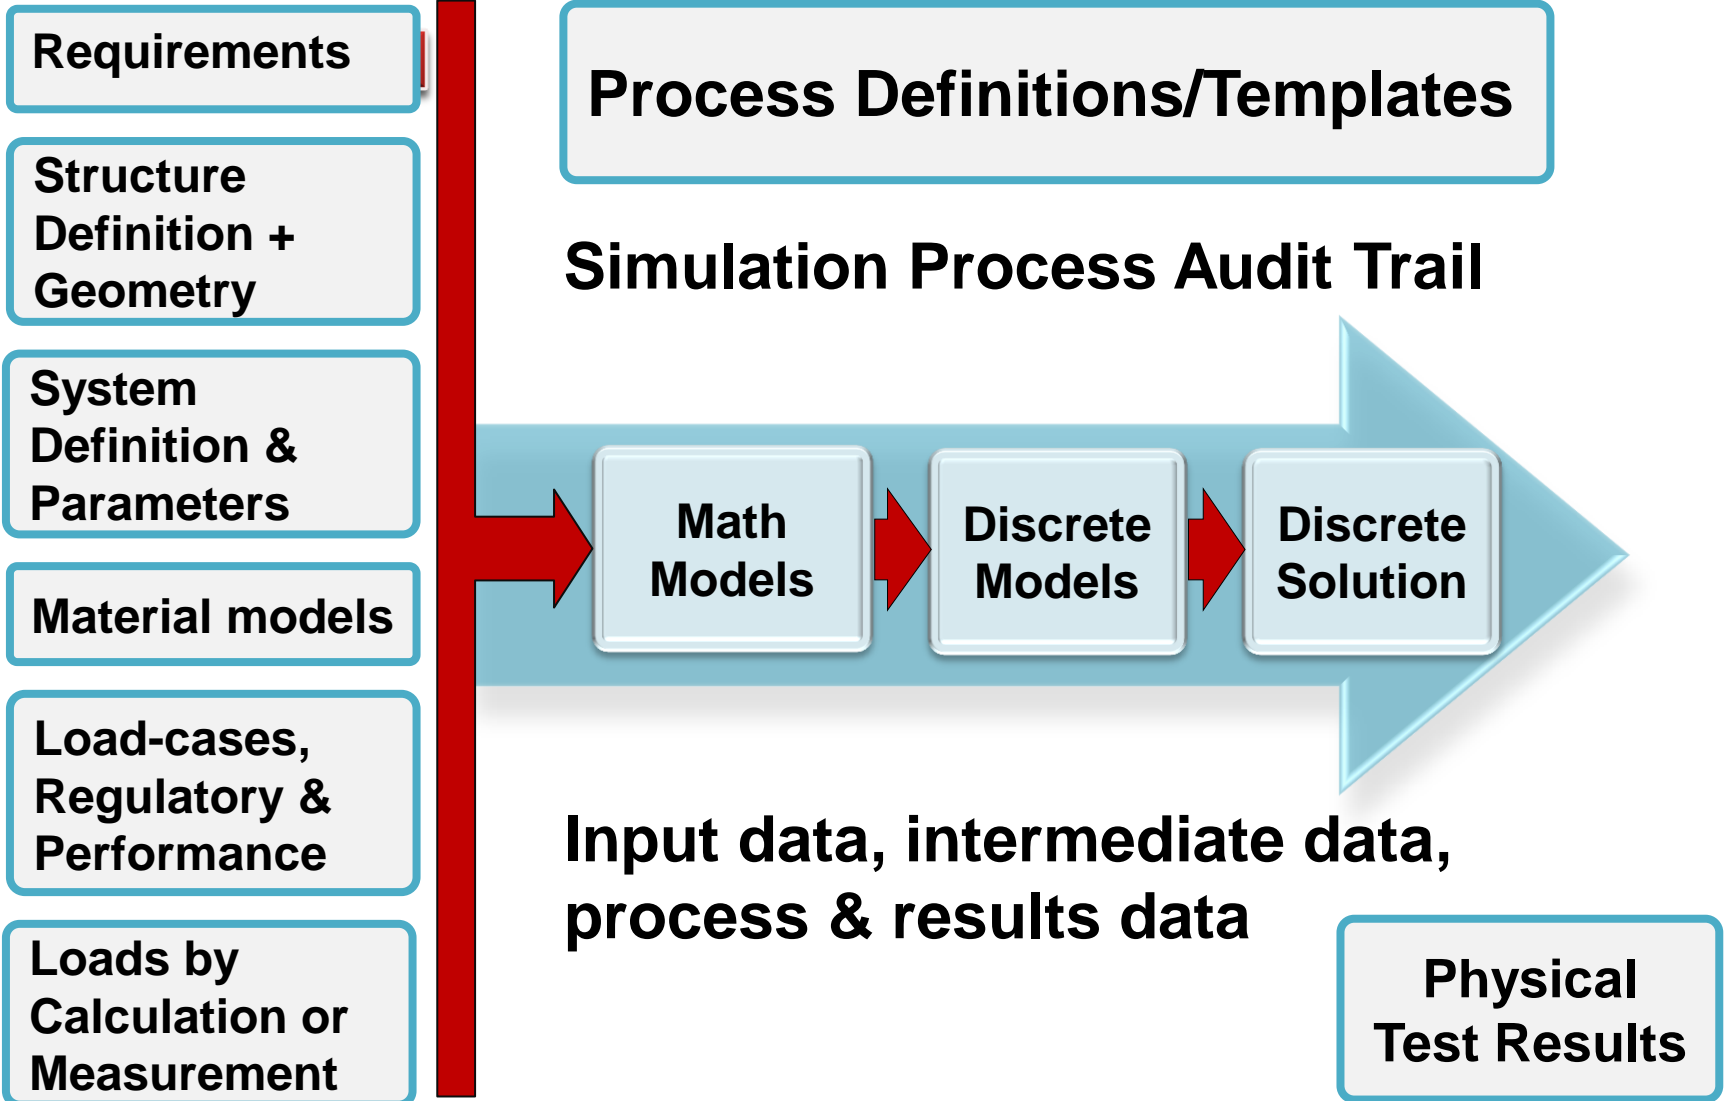 Requirements
Structure
Definition +
Geometry
System
Definition &
Parameters
Material models
Load-cases,
Regulatory &
Performance
Loads by
Calculation or
Measurement
Process Definitions/Templates
Simulation Process Audit Trail
Math
Models
Discrete
Models
Discrete
Solution
Input data, intermediate data,
process & results data
Physical
Test Results